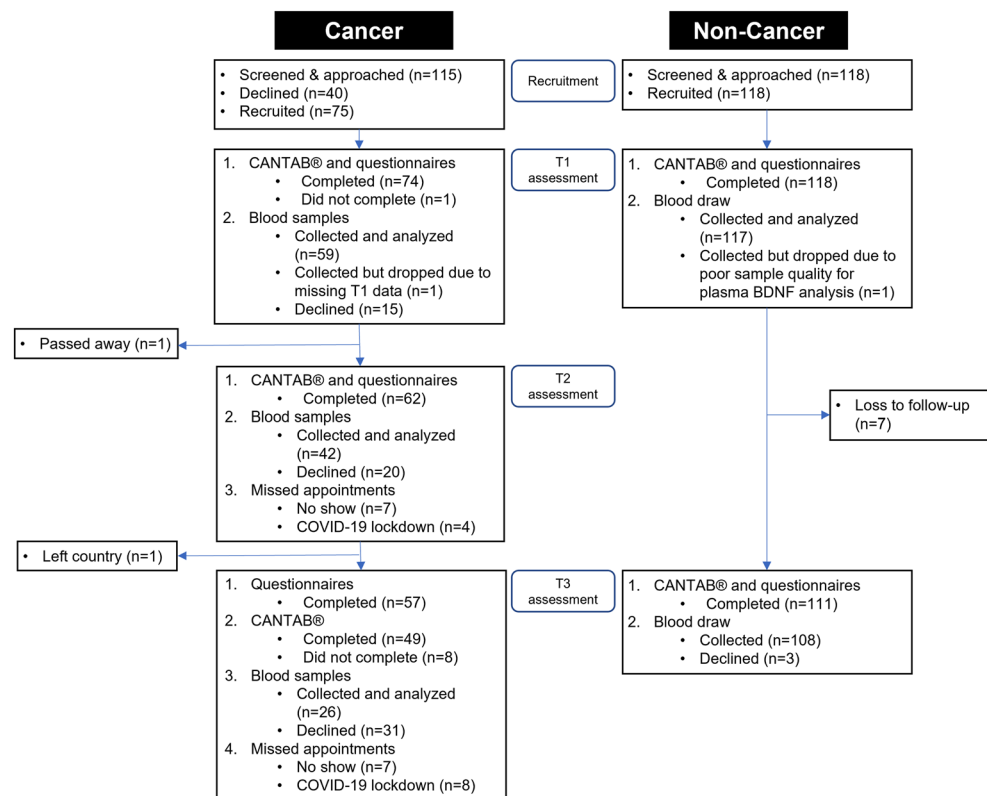 Cancer
Non-Cancer
• Screened & approached (n=115)
• Declined (n=40)
• Recruited (n=75)
Recruitment
• Screened & approached (n=118)
• Recruited (n=118)
1. CANTAB® and questionnaires
• Completed (n=74)
• Did not complete (n=1)
2. Blood samples
• Collected and analyzed
(n=59)
• Collected but dropped due to
missing T1 data (n=1)
• Declined (n=15)
T1
assessment
1. CANTAB® and questionnaires
• Completed (n=118)
2. Blood draw
• Collected and analyzed
(n=117)
• Collected but dropped due to
poor sample quality for
plasma BDNF analysis (n=1)
• Passed away (n=1)
1. CANTAB® and questionnaires
• Completed (n=62)
2. Blood samples
• Collected and analyzed
(n=42)
• Declined (n=20)
3. Missed appointments
• No show (n=7)
• COVID-19 lockdown (n=4)
T2
assessment
• Loss to follow-up
(n=7)
• Left country (n=1)
1. Questionnaires
• Completed (n=57)
2. CANTAB®
• Completed (n=49)
• Did not complete (n=8)
3. Blood samples
• Collected and analyzed
(n=26)
• Declined (n=31)
4. Missed appointments
• No show (n=7)
• COVID-19 lockdown (n=8)
T3
assessment
1. CANTAB® and questionnaires
• Completed (n=111)
2. Blood draw
• Collected (n=108)
• Declined (n=3)